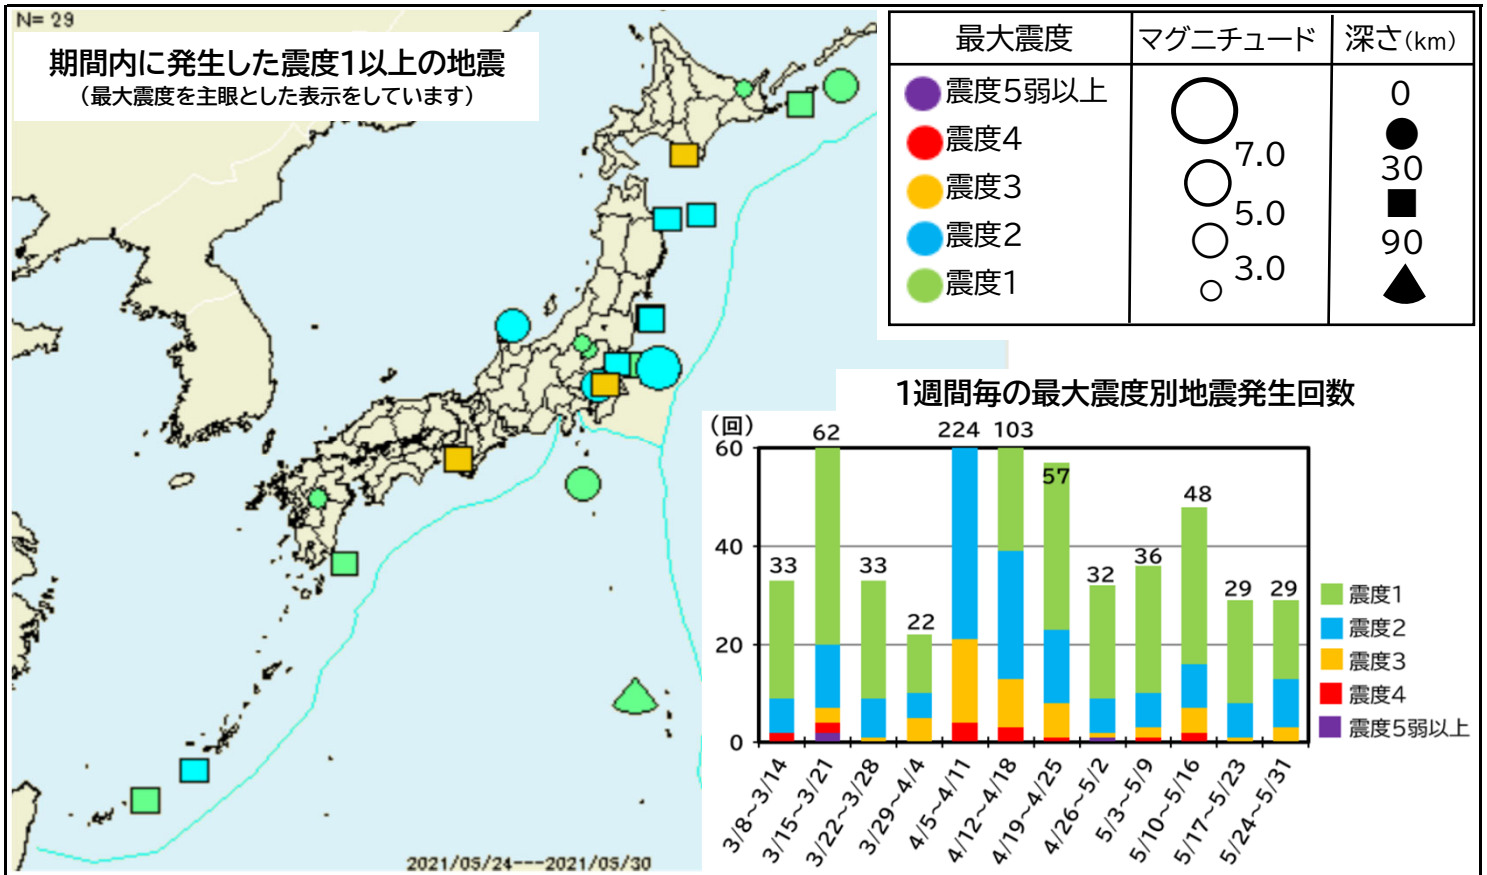 N= 29
期間内に発生した震度1以上の地震
（最大震度を主眼とした表示をしています）
最大震度 マグニチュード 深さ(km)
震度5弱以上
震度4
震度3
震度2
震度1
7.0
5.0
3.0
0
30
90
2021/05/24---2021/05/30
1週間毎の最大震度別地震発生回数
（回）
60
40
20
0
33
62
33
22
224
103
57
32
36
48
29
29
3/8～3/14
3/15～3/21
3/22～3/28
3/29～4/4
4/5～4/11
4/12～4/18
4/19～4/25
4/26～5/2
5/3～5/9
5/10～5/16
5/17～5/23
5/24～5/31
震度1
震度2
震度3
震度4
震度5弱以上